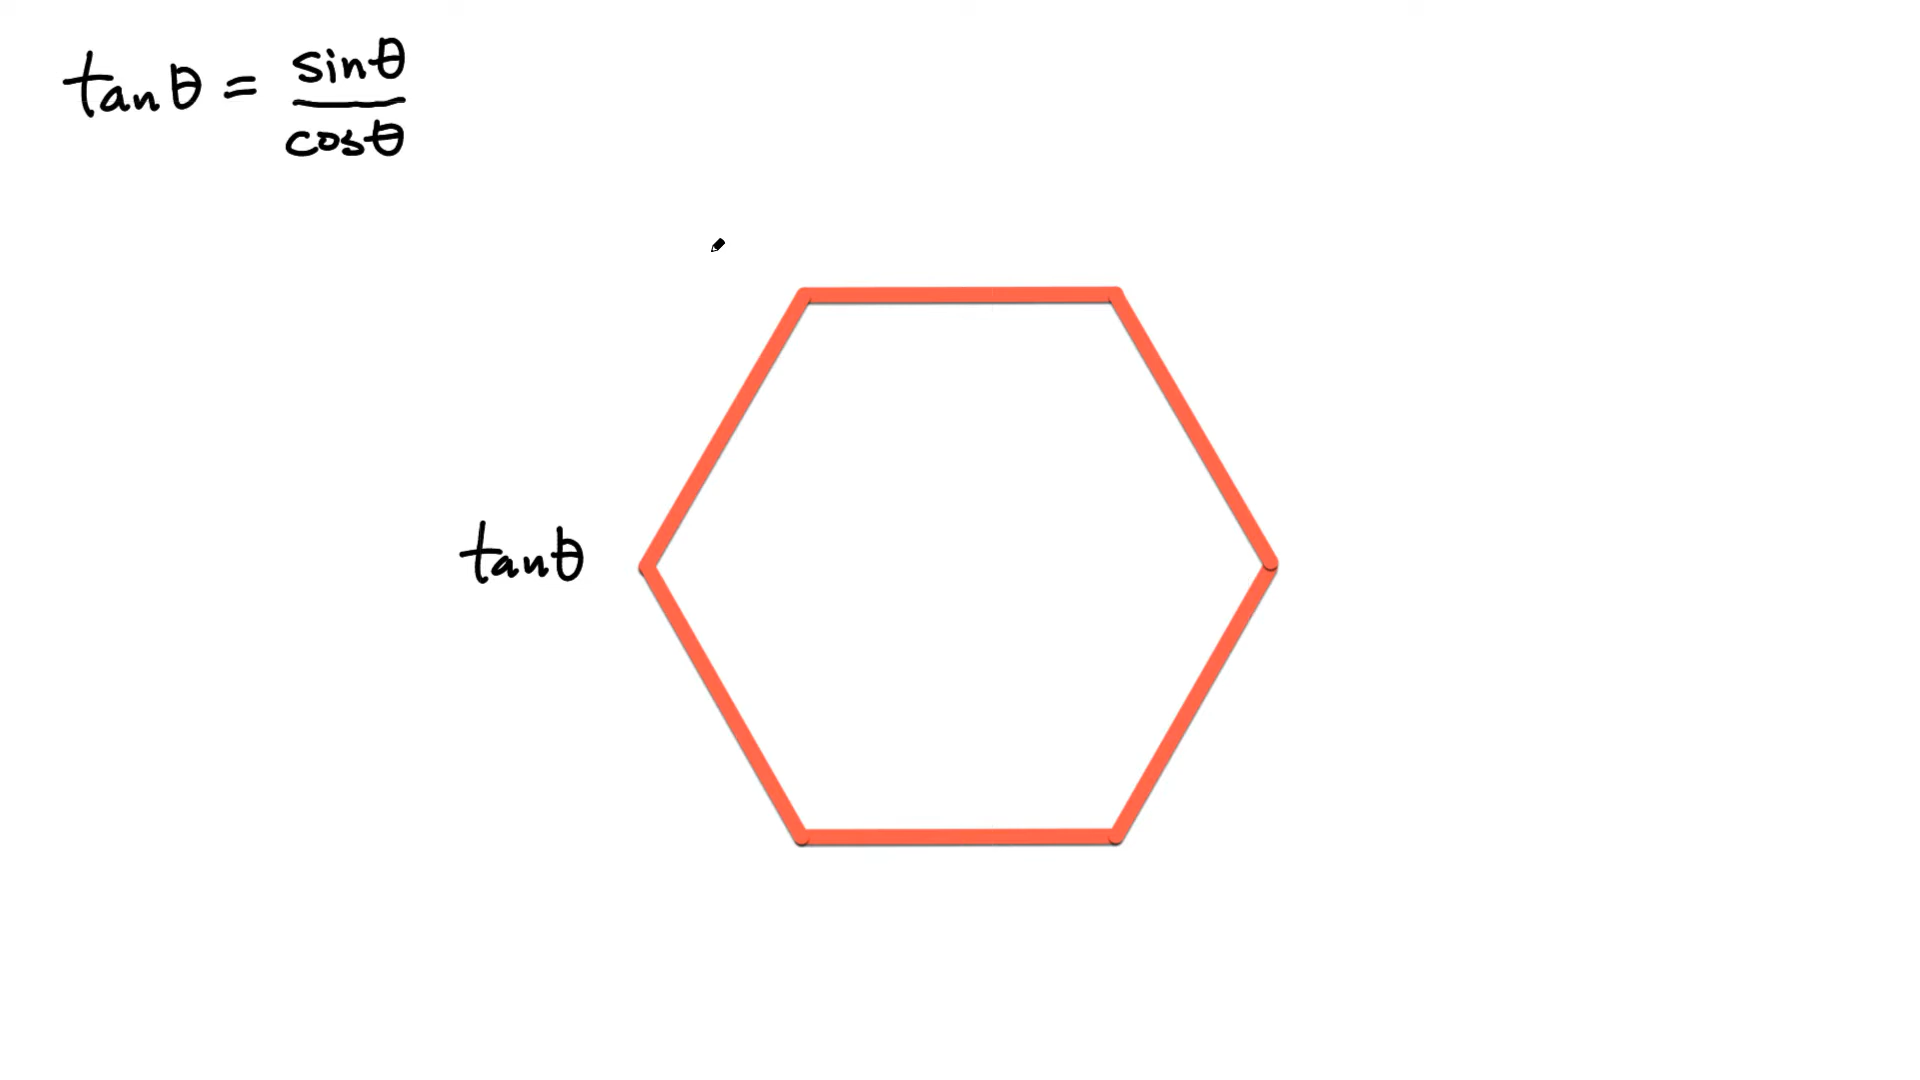 tanθ = sinθ / cosθ
tanθ